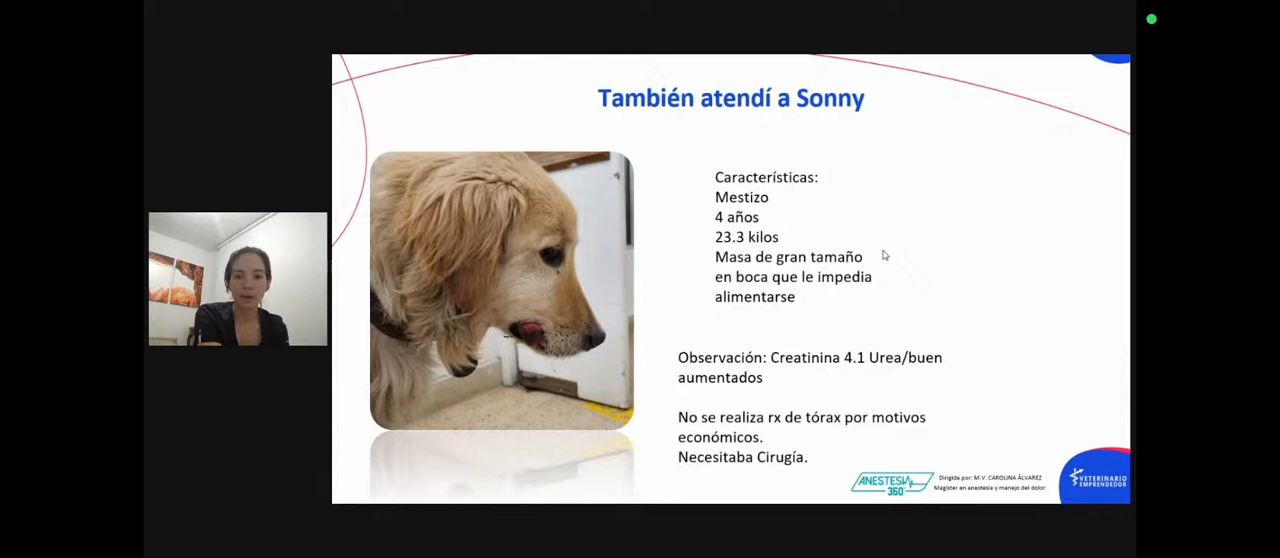 También atendí a Sonny
Características:
Mestizo
4 años
23.3 kilos
Masa de gran tamaño
en boca que le impedia
alimentarse
Observación: Creatinina 4.1 Urea/buen
aumentados
No se realiza rx de tórax por motivos
económicos.
Necesitaba Cirugía.
ANESTESIA
360°
Dirigida por: M.V. CAROLINA ÁLVAREZ
Magíster en anestesia y manejo del dolor.
VETERINARIO
EMPRENDEDOR